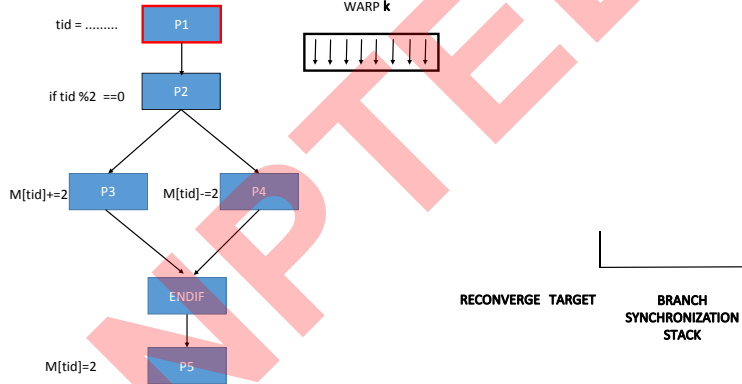 WARP k
tid = .........
P1
if tid %2 ==0
P2
M[tid]+=2
P3
M[tid]-=2
P4
ENDIF
RECONVERGE TARGET
BRANCH
SYNCHRONIZATION
STACK
M[tid]=2
P5
NPTEL